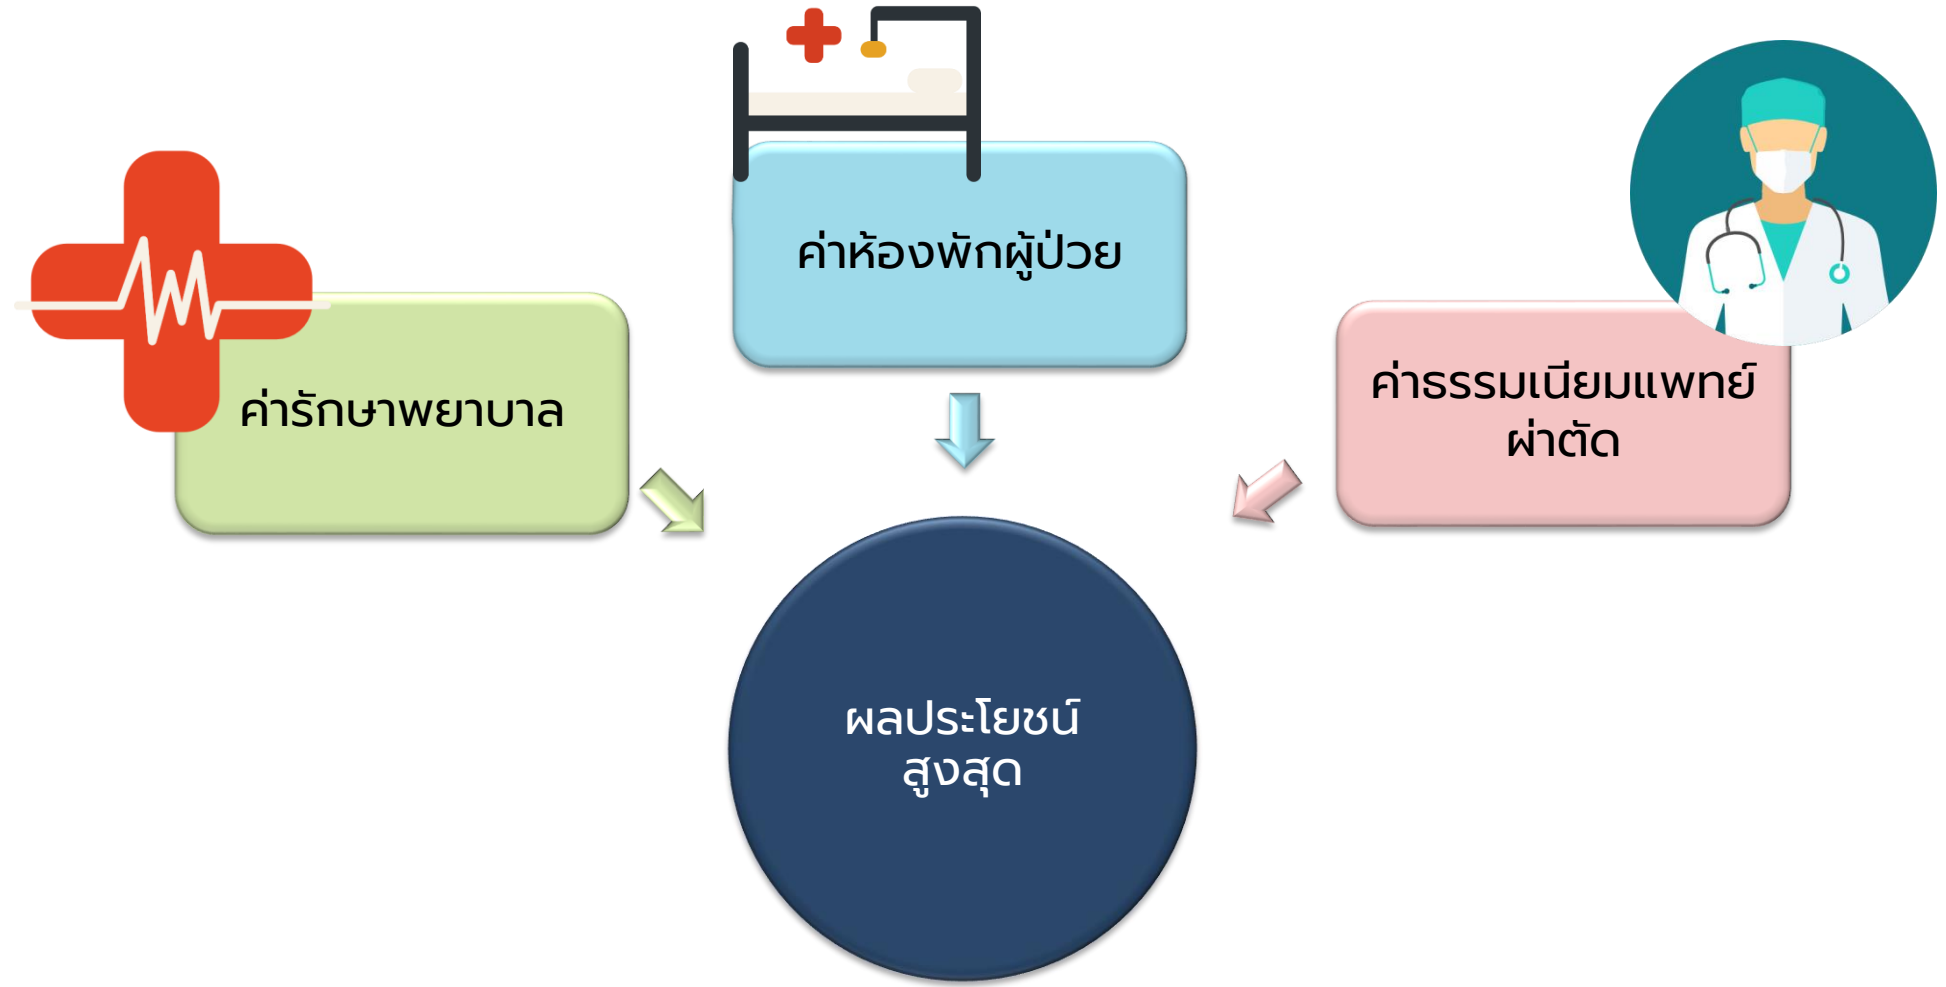 ค่าห้องพักผู้ป่วย
ค่ารักษาพยาบาล
ค่าธรรมเนียมแพทย์
ผ่าตัด
ผลประโยชน์
สูงสุด